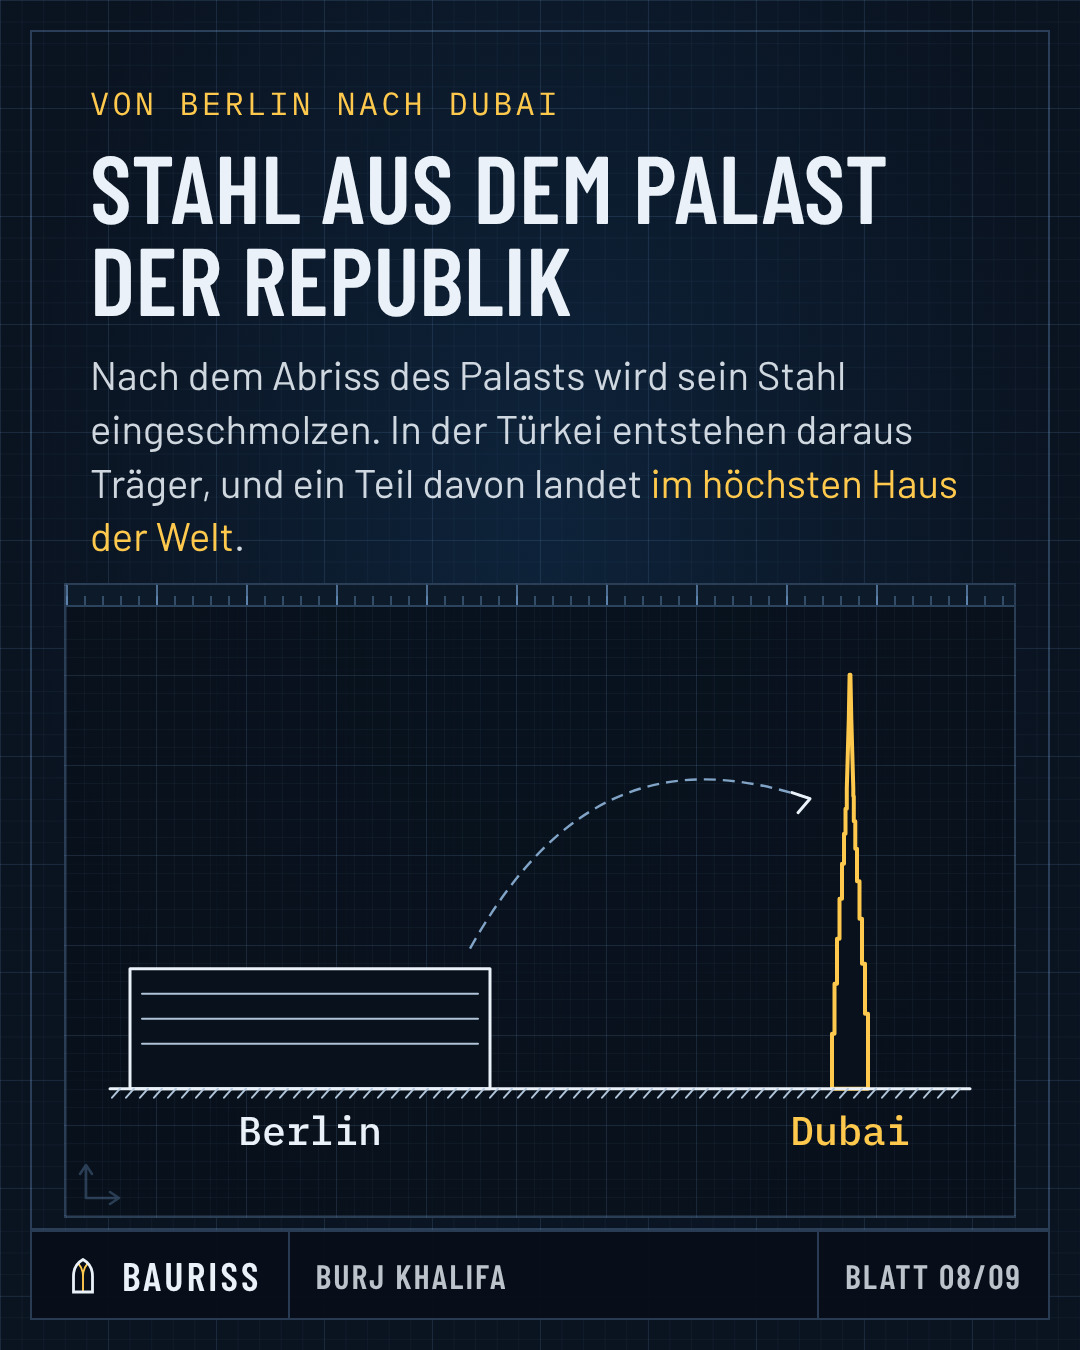 VON BERLIN NACH DUBAI
STAHL AUS DEM PALAST
DER REPUBLIK
Nach dem Abriss des Palasts wird sein Stahl
eingeschmolzen. In der Türkei entstehen daraus
Träger, und ein Teil davon landet im höchsten Haus
der Welt.
Berlin
Dubai
BAURISS
BURJ KHALIFA
BLATT 08/09